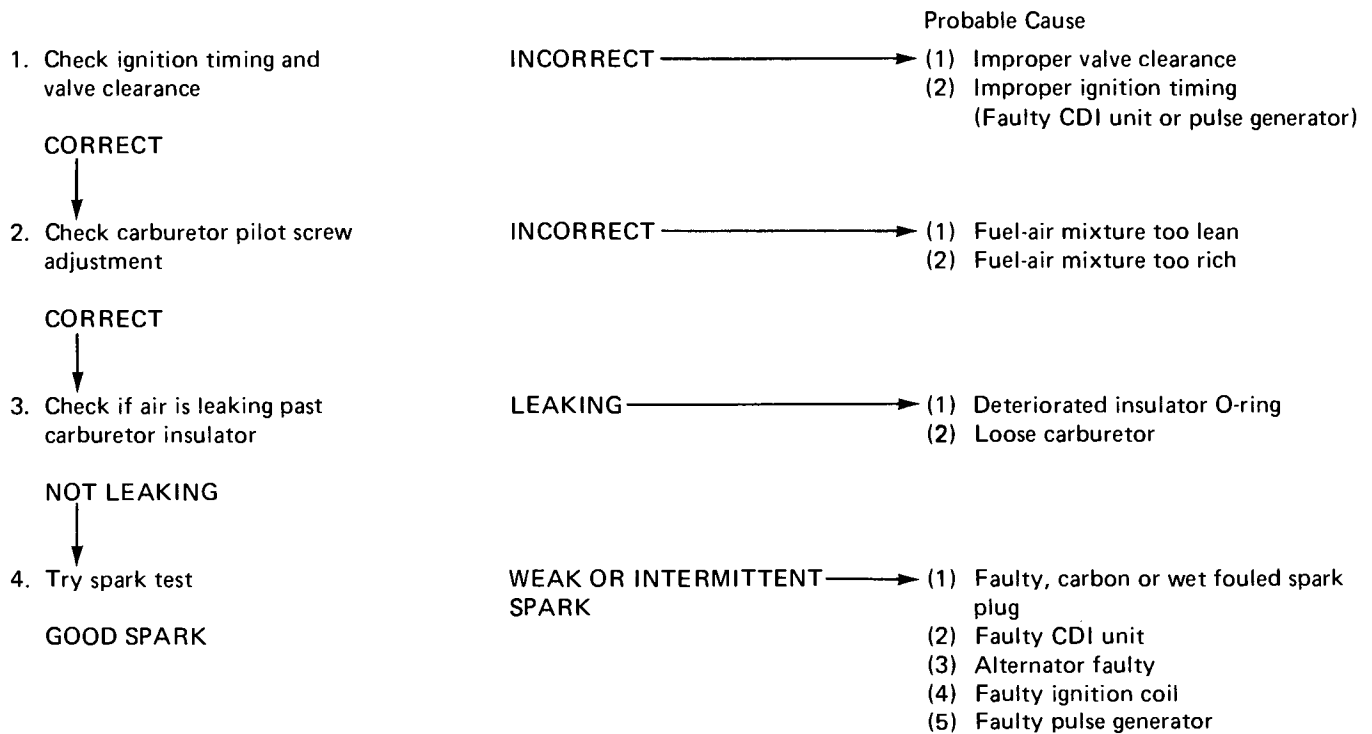 Probable Cause
1. Check ignition timing and INCORRECT (1) Improper valve clearance
valve clearance (2) Improper ignition timing
(Faulty CDI unit or pulse generator)
CORRECT
2. Check carburetor pilot screw INCORRECT (1) Fuel-air mixture too lean
adjustment (2) Fuel-air mixture too rich
CORRECT
3. Check if air is leaking past LEAKING (1) Deteriorated insulator O-ring
carburetor insulator (2) Loose carburetor
NOT LEAKING
4. Try spark test WEAK OR INTERMITTENT (1) Faulty, carbon or wet fouled spark
SPARK plug
GOOD SPARK (2) Faulty CDI unit
(3) Alternator faulty
(4) Faulty ignition coil
(5) Faulty pulse generator